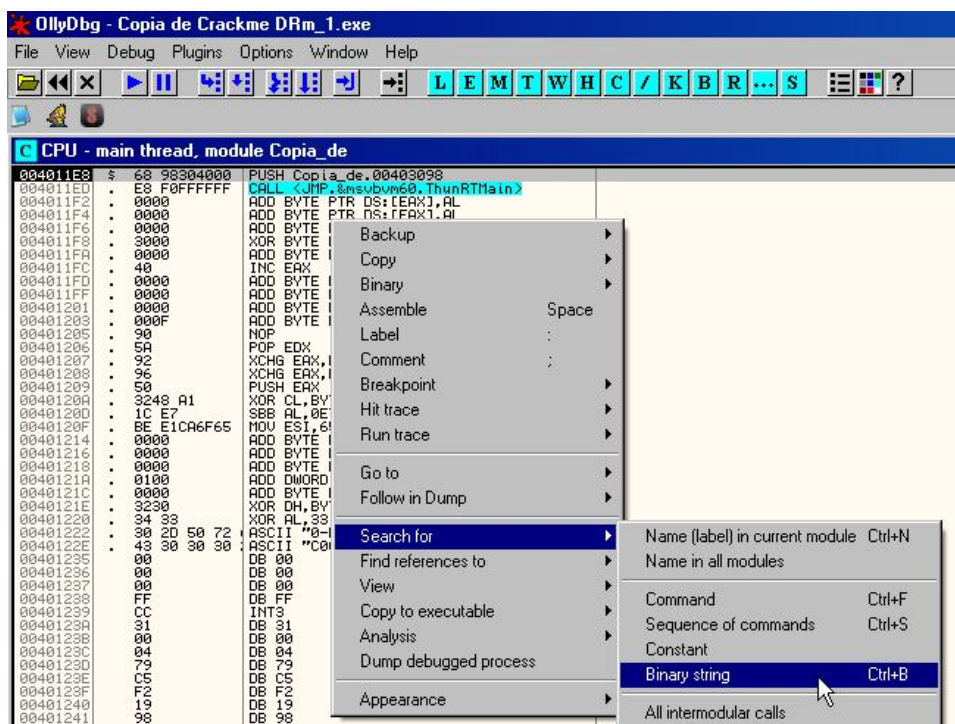 OllyDbg - Copia de Crackme DRm_1.exe
File View Debug Plugins Options Window Help
L E M T W H C / K B R ... S ?
C CPU - main thread, module Copia_de
004011E8 $ 68 98304000 PUSH Copia_de.00403098
004011ED . E8 F0FFFFFF CALL <JMP.&msvbvm60.ThunRTMain>
004011F2 . 0000 ADD BYTE PTR DS:[EAX],AL
004011F4 . 0000 ADD BYTE PTR DS:[EAX],AL
004011F6 . 0000 ADD BYTE
004011F8 . 3000 XOR BYTE
004011FA . 0000 ADD BYTE
004011FC . 40 INC EAX
004011FD . 0000 ADD BYTE
004011FF . 0000 ADD BYTE
00401201 . 0000 ADD BYTE
00401203 . 000F ADD BYTE
00401205 . 90 NOP
00401206 . 5A POP EDX
00401207 . 92 XCHG EAX,
00401208 . 96 XCHG EAX,
00401209 . 50 PUSH EAX
0040120A . 3248 A1 XOR CL,BY
0040120D . 1C E7 SBB AL,0E
0040120F . BE E1CA6F65 MOV ESI,65
00401214 . 0000 ADD BYTE
00401216 . 0000 ADD BYTE
00401218 . 0000 ADD BYTE
0040121A . 0100 ADD DWORD
0040121C . 0000 ADD BYTE
0040121E . 3230 XOR DH,BY
00401220 . 34 33 XOR AL,33
00401222 . 30 2D 50 72 ASCII "0-
0040122E . 43 30 30 30 ASCII "C0
00401235 00 DB 00
00401236 00 DB 00
00401237 00 DB 00
00401238 FF DB FF
00401239 CC INT3
0040123A 31 DB 31
0040123B 00 DB 00
0040123C 04 DB 04
0040123D 79 DB 79
0040123E C5 DB C5
0040123F F2 DB F2
00401240 19 DB 19
00401241 98 DB 98
Backup
Copy
Binary
Assemble Space
Label :
Comment ;
Breakpoint
Hit trace
Run trace
Go to
Follow in Dump
Search for
Find references to
View
Copy to executable
Analysis
Dump debugged process
Appearance
Name (label) in current module Ctrl+N
Name in all modules
Command Ctrl+F
Sequence of commands Ctrl+S
Constant
Binary string Ctrl+B
All intermodular calls